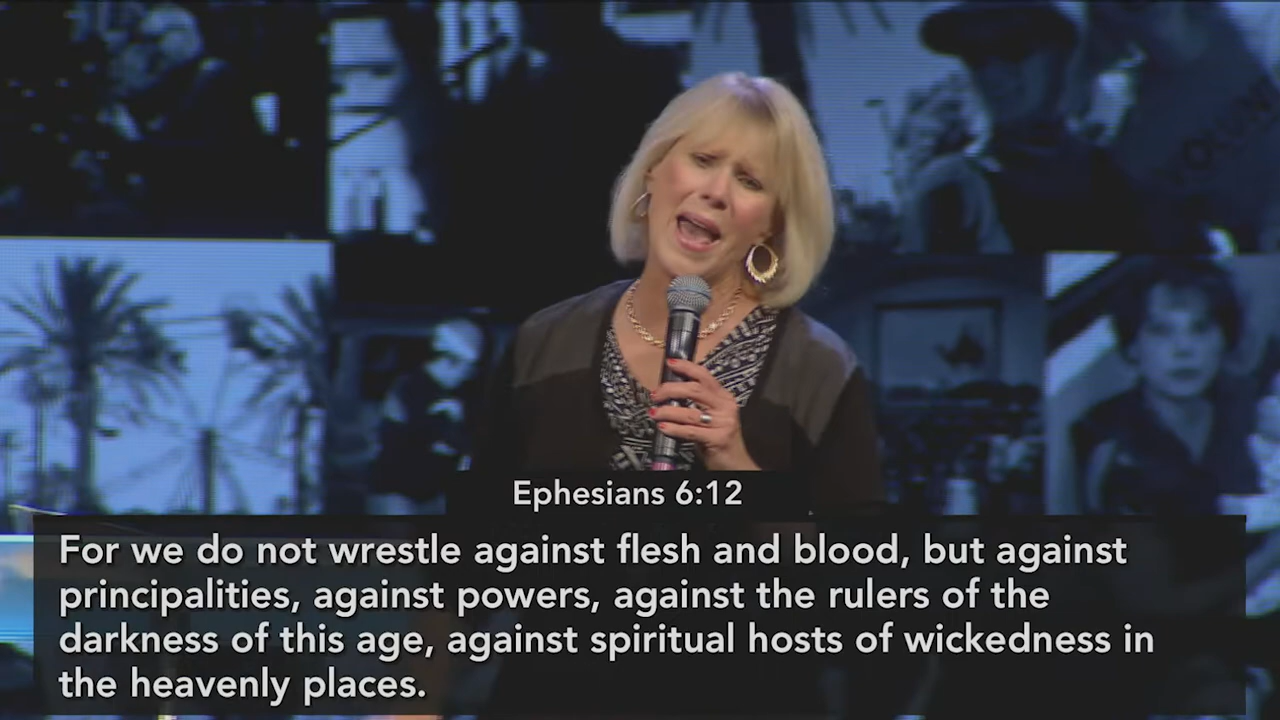 Ephesians 6:12
For we do not wrestle against flesh and blood, but against
principalities, against powers, against the rulers of the
darkness of this age, against spiritual hosts of wickedness in
the heavenly places.